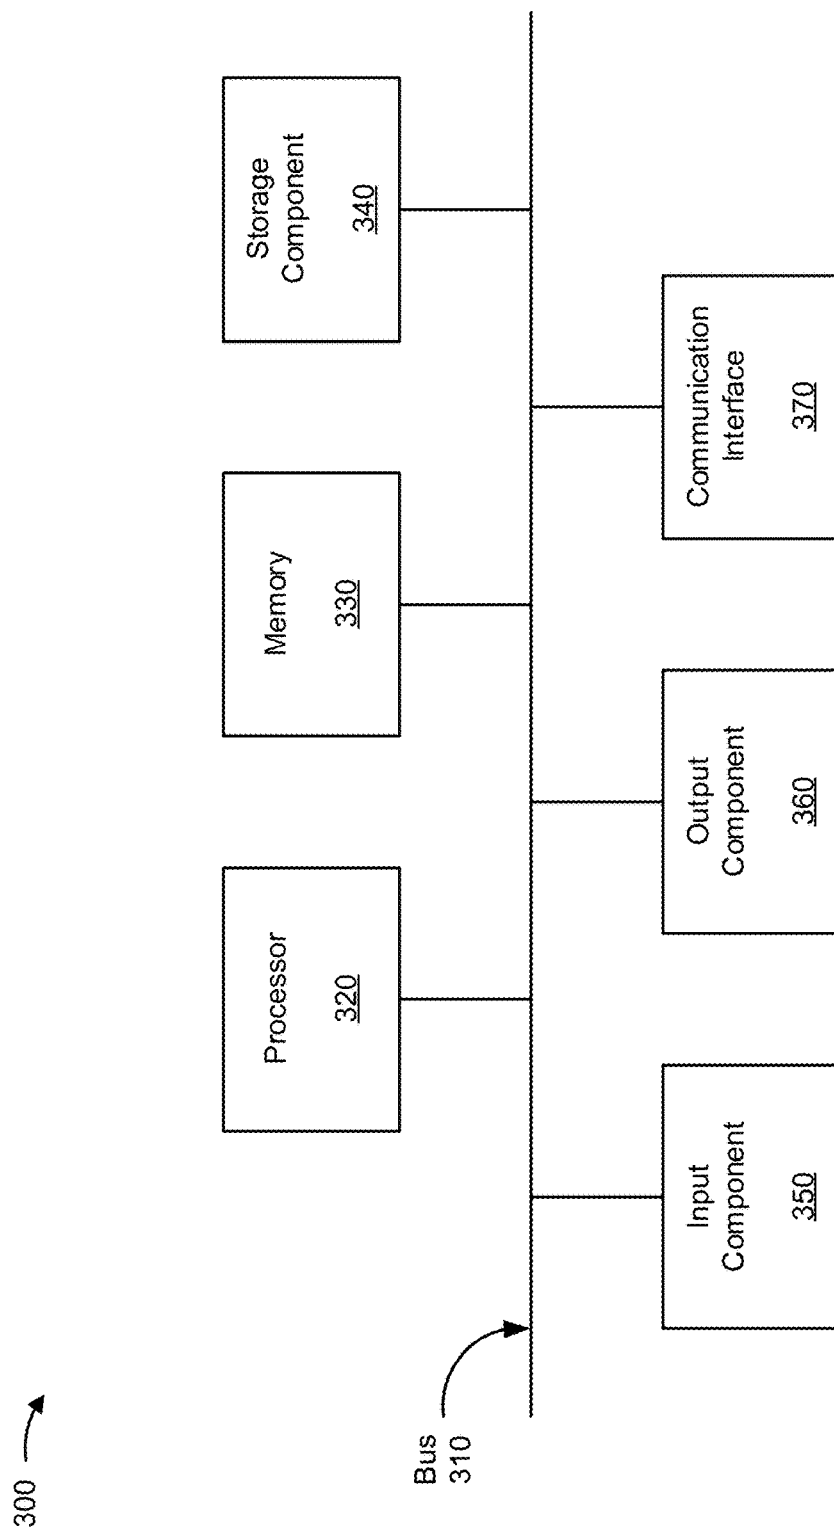 300
Processor
320
Memory
330
Storage
Component
340
Bus
310
Input
Component
350
Output
Component
360
Communication
Interface
370